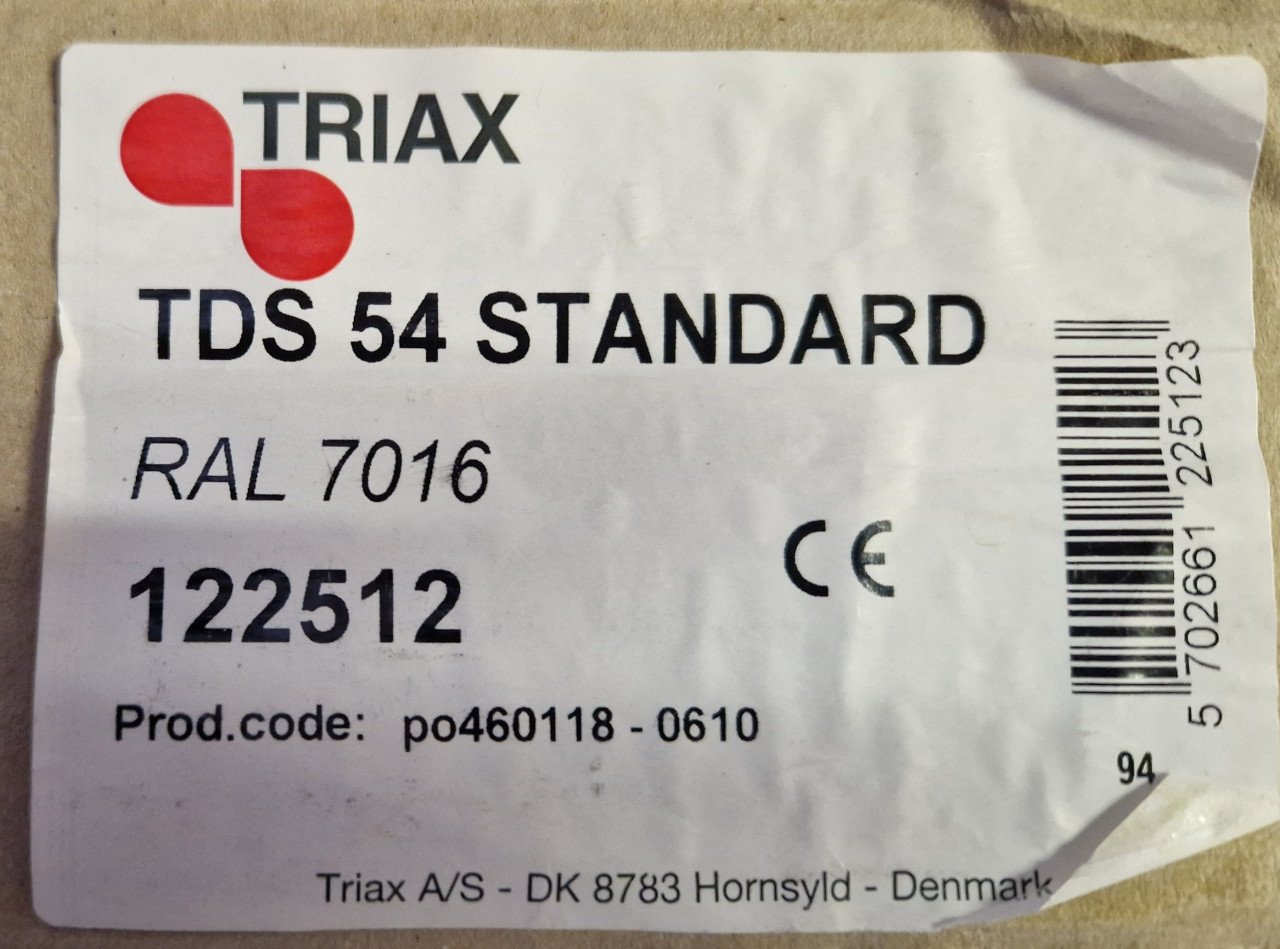 TRIAX
TDS 54 STANDARD
RAL 7016
CE
122512
Prod.code: po460118 - 0610
5 702661 225123
94
Triax A/S - DK 8783 Hornsyld - Denmark